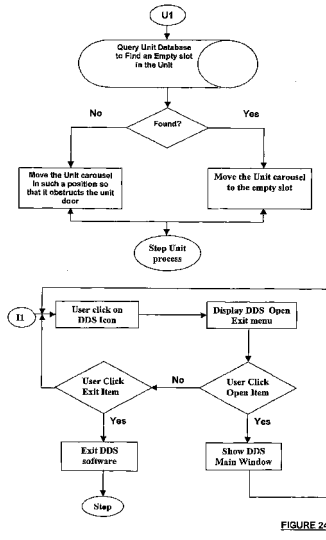 U1
Query Unit Database
to Find an Empty slot
in the Unit
No
Found?
Yes
Move the Unit carousel
in such a position so
that it obstructs the unit
door
Move the Unit carousel
to the empty slot
Stop Unit
process
I1
User click on
DDS Icon
Display DDS Open
Exit menu
User Click
Exit Item
No
User Click
Open Item
Yes
Yes
Exit DDS
software
Show DDS
Main Window
Stop
FIGURE 24